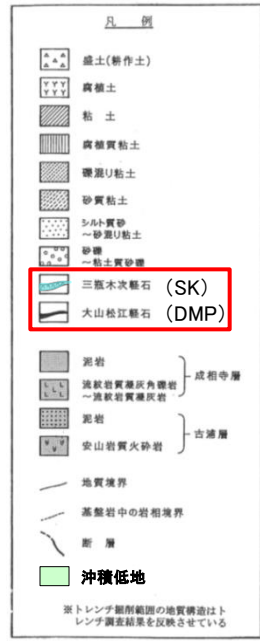 凡 例
盛土(耕作土)
腐植土
粘 土
腐植質粘土
礫混り粘土
砂質粘土
シルト質砂
~砂混り粘土
砂礫
~粘土質砂礫
三瓶木次軽石 (SK)
大山松江軽石 (DMP)
泥岩
流紋岩質凝灰角礫岩
~流紋岩質凝灰岩
成相寺層
泥岩
安山岩質火砕岩
古浦層
地質境界
基盤岩中の岩相境界
断 層
沖積低地
※トレンチ掘削範囲の地質構造はト
レンチ調査結果を反映させている